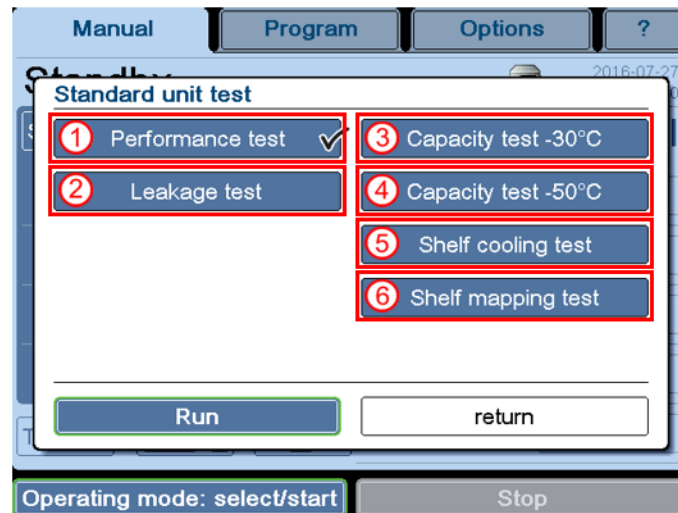 Manual Program Options ?
Standby
2016-07-27
Standard unit test
1 Performance test
2 Leakage test
3 Capacity test -30°C
4 Capacity test -50°C
5 Shelf cooling test
6 Shelf mapping test
Run
return
Operating mode: select/start
Stop